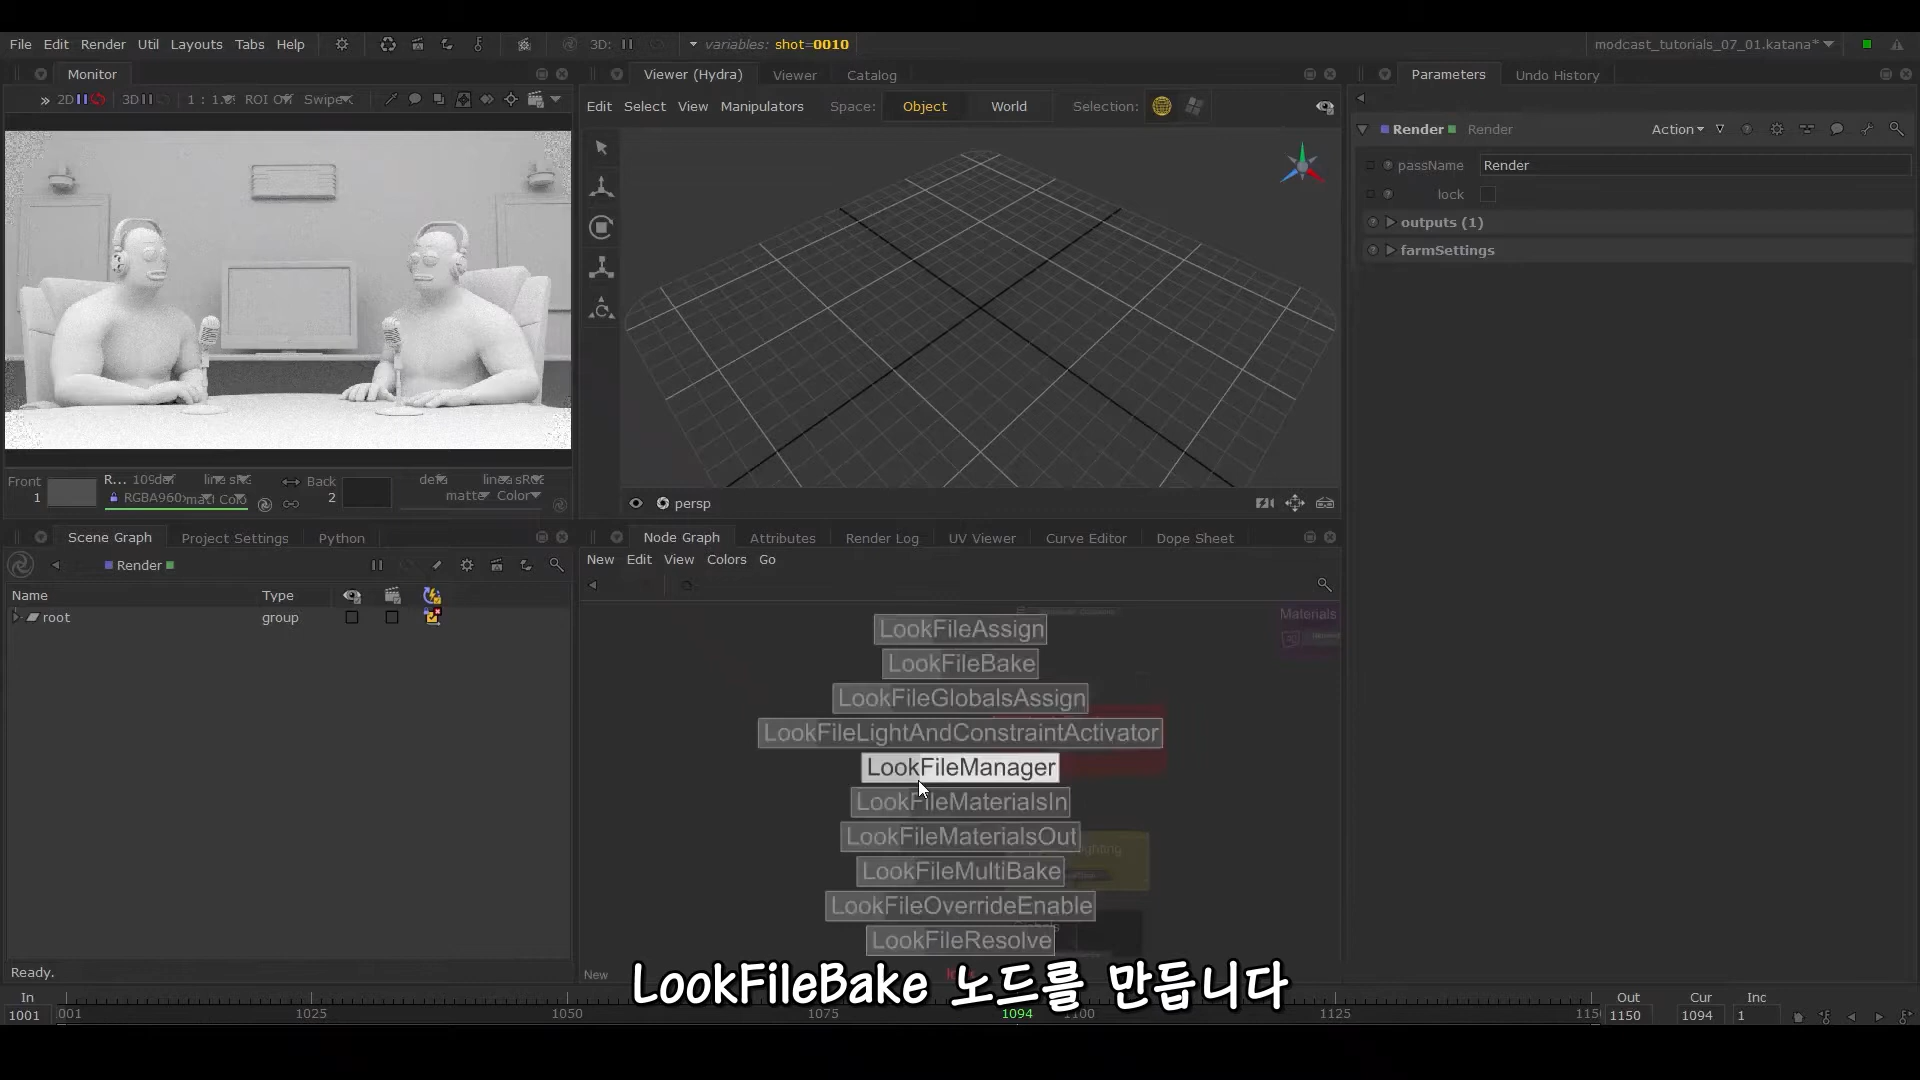 File Edit Render Util Layouts Tabs Help 3D: variables: shot=0010 modcast_tutorials_07_01.katana*
Monitor
2D 3D 1 : 1 ROI Swipe
Front
1
Back
2
Viewer (Hydra) Viewer Catalog
Edit Select View Manipulators Space: Object World Selection:
persp
Parameters Undo History
Render Render Action
passName Render
lock
outputs (1)
farmSettings
Scene Graph Project Settings Python
Render
Name Type
root group
Ready.
Node Graph Attributes Render Log UV Viewer Curve Editor Dope Sheet
New Edit View Colors Go
Materials
LookFileAssign
LookFileBake
LookFileGlobalsAssign
LookFileLightAndConstraintActivator
LookFileManager
LookFileMaterialsIn
LookFileMaterialsOut
LookFileMultiBake
LookFileOverrideEnable
LookFileResolve
New
LookFileBake 노드를 만듭니다
In
1001
1025 1050 1075 1094 1100 1125
Out Cur Inc
1150 1094 1